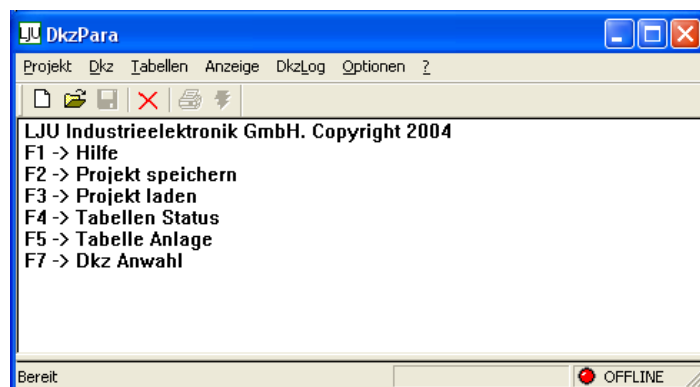 LJU DkzPara
Projekt Dkz Tabellen Anzeige DkzLog Optionen ?
LJU Industrieelektronik GmbH. Copyright 2004
F1 -> Hilfe
F2 -> Projekt speichern
F3 -> Projekt laden
F4 -> Tabellen Status
F5 -> Tabelle Anlage
F7 -> Dkz Anwahl
Bereit OFFLINE